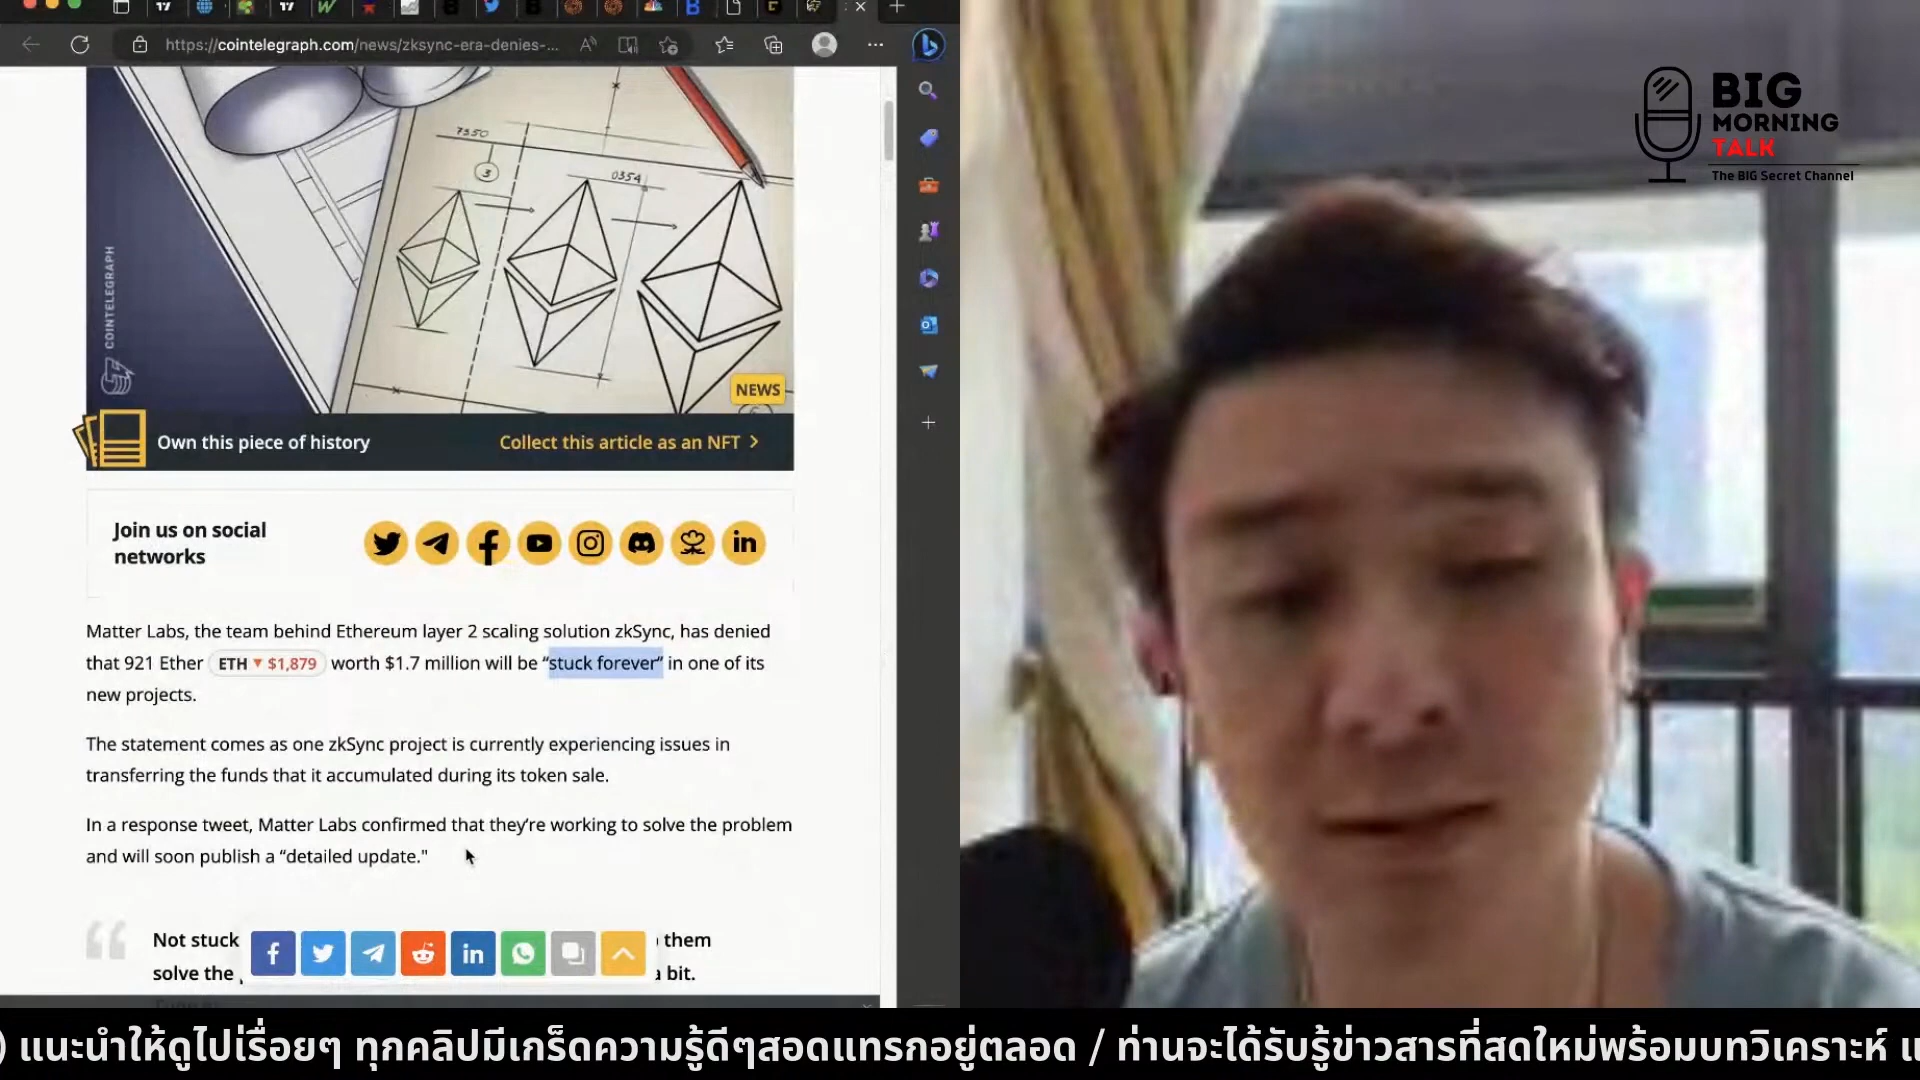 https://cointelegraph.com/news/zksync-era-denies-...
BIG
MORNING
TALK
The BIG Secret Channel
7350
3
0354
COINTELEGRAPH
NEWS
Own this piece of history
Collect this article as an NFT >
Join us on social
networks
Matter Labs, the team behind Ethereum layer 2 scaling solution zkSync, has denied
that 921 Ether ETH ▼ $1,879 worth $1.7 million will be “stuck forever” in one of its
new projects.
The statement comes as one zkSync project is currently experiencing issues in
transferring the funds that it accumulated during its token sale.
In a response tweet, Matter Labs confirmed that they’re working to solve the problem
and will soon publish a “detailed update."
Not stuck them
solve the a bit.
แนะนำให้ดูไปเรื่อยๆ ทุกคลิปมีเกร็ดความรู้ดีๆสอดแทรกอยู่ตลอด / ท่านจะได้รับรู้ข่าวสารที่สดใหม่พร้อมบทวิเคราะห์